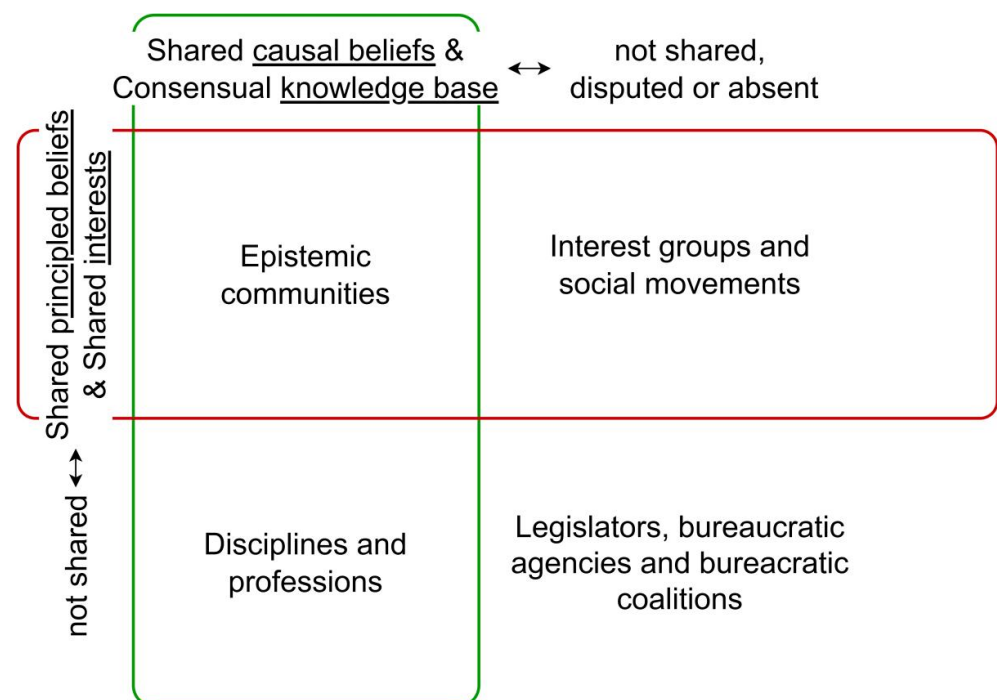 Shared causal beliefs &
Consensual knowledge base
not shared,
disputed or absent
Shared principled beliefs
& Shared interests
not shared
Epistemic
communities
Interest groups and
social movements
Disciplines and
professions
Legislators, bureaucratic
agencies and bureacratic
coalitions